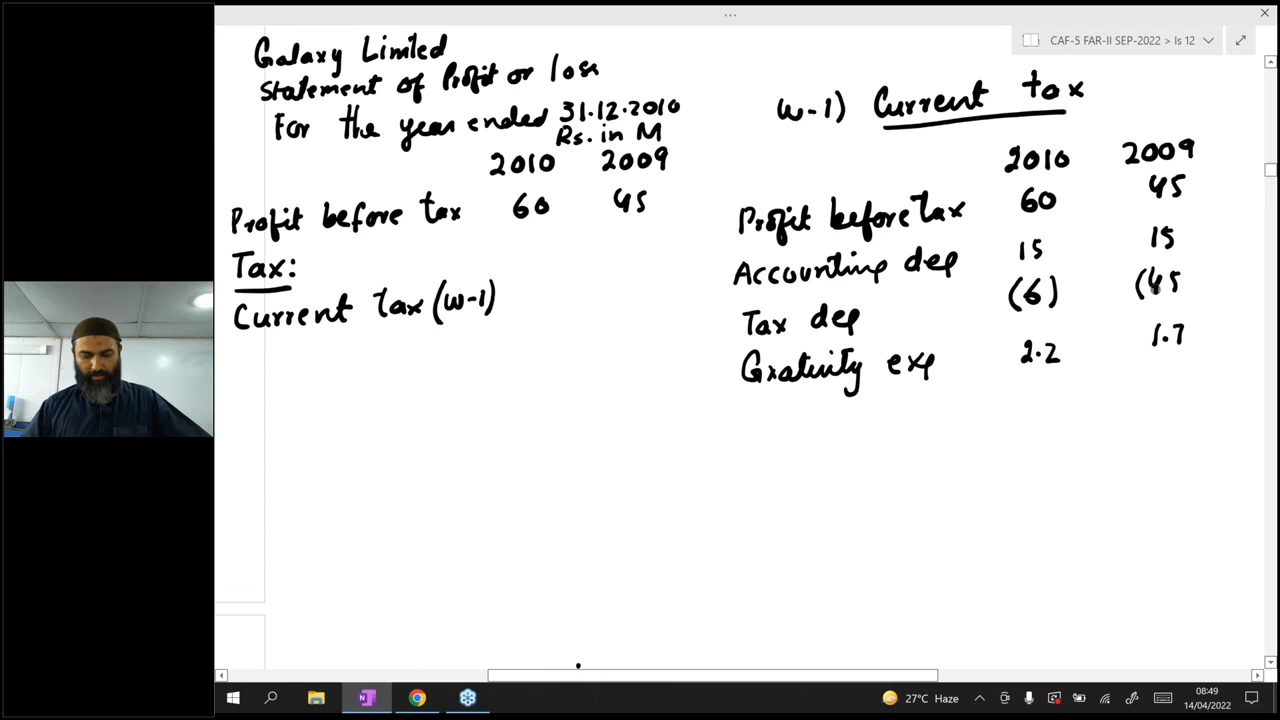 CAF-5 FAR-II SEP-2022 > Is 12
Galaxy Limited
Statement of Profit or loss
For the year ended 31.12.2010
Rs. in M
2010 2009
Profit before tax 60 45
Tax:
Current tax (W-1)
W-1) Current tax
2010 2009
Profit before tax 60 45
Accounting dep 15 15
Tax dep (6) (45
Gratuity exp 2.2 1.7
27°C Haze
08:49
14/04/2022